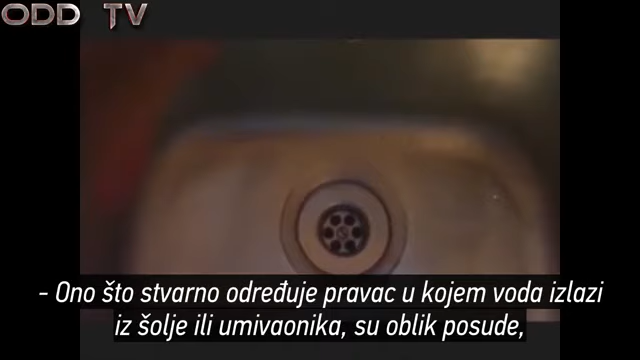 ODD TV
- Ono što stvarno određuje pravac u kojem voda izlazi
iz šolje ili umivaonika, su oblik posude,